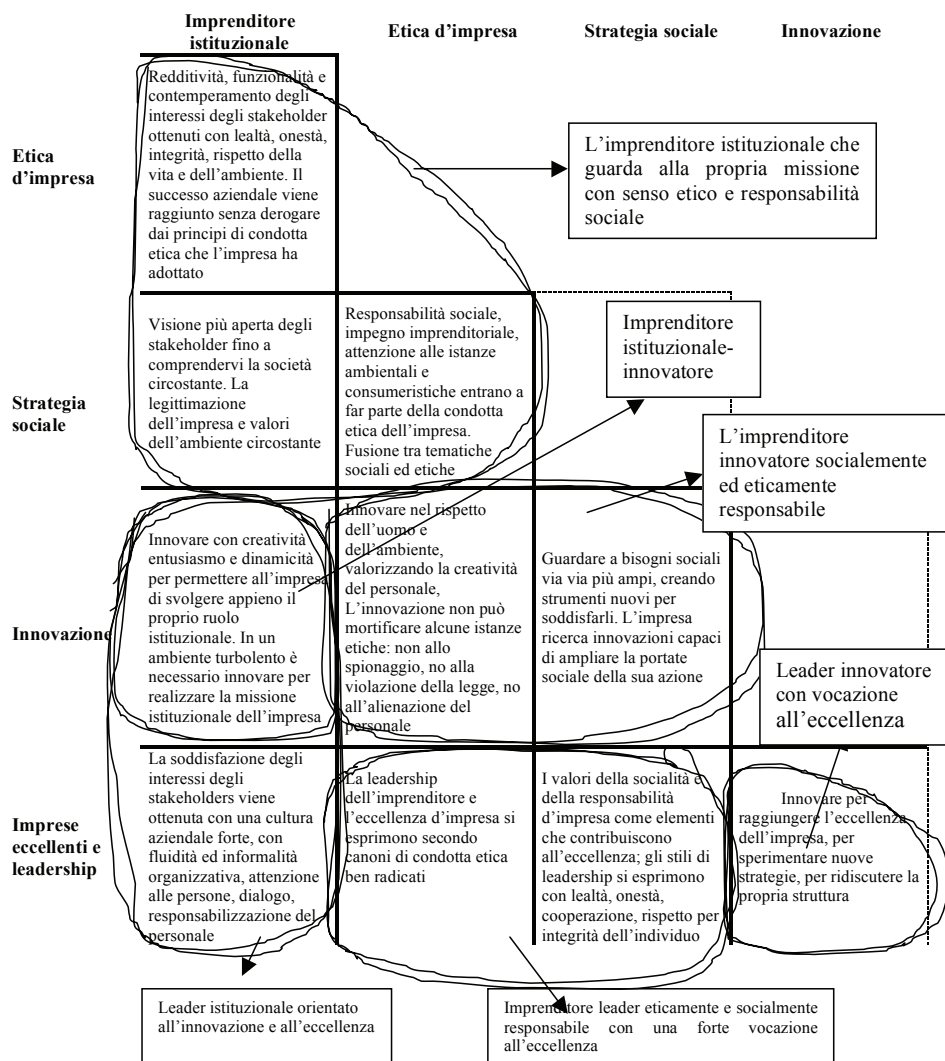 Imprenditore
istituzionale
Etica d'impresa
Strategia sociale
Innovazione
Etica
d'impresa
Redditività, funzionalità e
contemperamento degli
interessi degli stakeholder
ottenuti con lealtà, onestà,
integrità, rispetto della
vita e dell'ambiente. Il
successo aziendale viene
raggiunto senza derogare
dai principi di condotta
etica che l'impresa ha
adottato
L'imprenditore istituzionale che
guarda alla propria missione
con senso etico e responsabilità
sociale
Strategia
sociale
Visione più aperta degli
stakeholder fino a
comprendervi la società
circostante. La
legittimazione
dell'impresa e valori
dell'ambiente circostante
Responsabilità sociale,
impegno imprenditoriale,
attenzione alle istanze
ambientali e
consumeristiche entrano a
far parte della condotta
etica dell'impresa.
Fusione tra tematiche
sociali ed etiche
Imprenditore
istituzionale-
innovatore
L'imprenditore
innovatore socialemente
ed eticamente
responsabile
Innovazione
Innovare con creatività
entusiasmo e dinamicità
per permettere all'impresa
di svolgere appieno il
proprio ruolo
istituzionale. In un
ambiente turbolento è
necessario innovare per
realizzare la missione
istituzionale dell'impresa
Innovare nel rispetto
dell'uomo e
dell'ambiente,
valorizzando la creatività
del personale,
L'innovazione non può
mortificare alcune istanze
etiche: non allo
spionaggio, no alla
violazione della legge, no
all'alienazione del
personale
Guardare a bisogni sociali
via via più ampi, creando
strumenti nuovi per
soddisfarli. L'impresa
ricerca innovazioni capaci
di ampliare la portate
sociale della sua azione
Leader innovatore
con vocazione
all'eccellenza
Imprese
eccellenti e
leadership
La soddisfazione degli
interessi degli
stakeholders viene
ottenuta con una cultura
aziendale forte, con
fluidità ed informalità
organizzativa, attenzione
alle persone, dialogo,
responsabilizzazione del
personale
La leadership
dell'imprenditore e
l'eccellenza d'impresa si
esprimono secondo
canoni di condotta etica
ben radicati
I valori della socialità e
della responsabilità
d'impresa come elementi
che contribuiscono
all'eccellenza; gli stili di
leadership si esprimono
con lealtà, onestà,
cooperazione, rispetto per
integrità dell'individuo
Innovare per
raggiungere l'eccellenza
dell'impresa, per
sperimentare nuove
strategie, per ridiscutere la
propria struttura
Leader istituzionale orientato
all'innovazione e all'eccellenza
Imprenditore leader eticamente e socialmente
responsabile con una forte vocazione
all'eccellenza